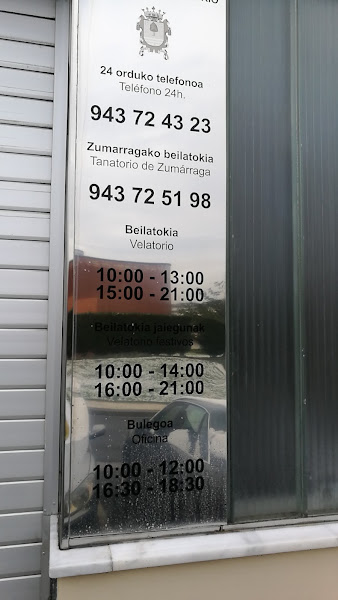 24 orduko telefonoa
Teléfono 24h.
943 72 43 23
Zumarragako beilatokia
Tanatorio de Zumárraga
943 72 51 98
Beilatokia
Velatorio
10:00 - 13:00
15:00 - 21:00
Beilatokia jaiegunak
Velatorio festivos
10:00 - 14:00
16:00 - 21:00
Bulegoa
Oficina
10:00 - 12:00
16:30 - 18:30